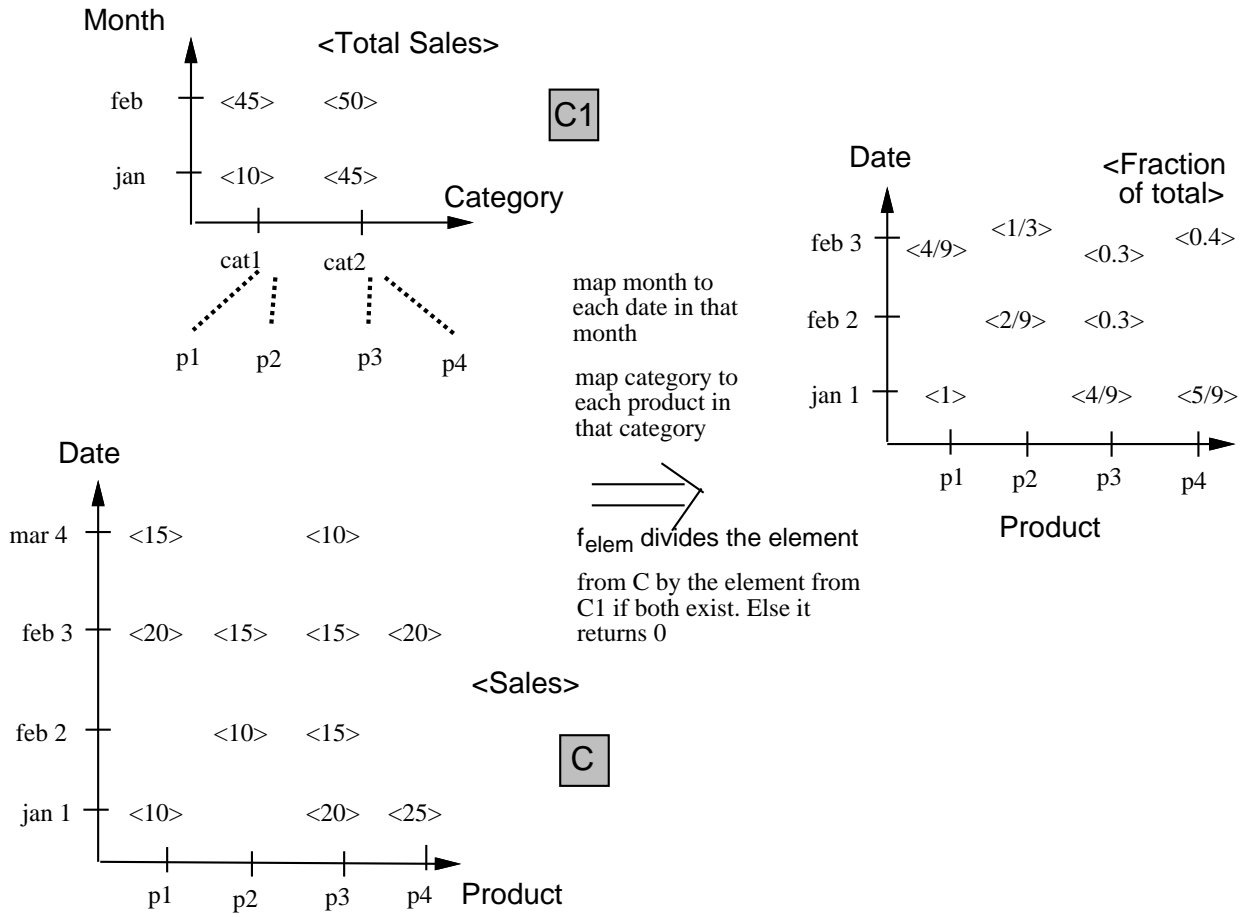 Month
<Total Sales>
feb <45> <50>
C1
jan <10> <45>
Category
cat1 cat2
p1 p2 p3 p4
map month to
each date in that
month
map category to
each product in
that category
felem divides the element
from C by the element from
C1 if both exist. Else it
returns 0
Date
<Fraction
of total>
feb 3 <4/9> <1/3> <0.3> <0.4>
feb 2 <2/9> <0.3>
jan 1 <1> <4/9> <5/9>
p1 p2 p3 p4
Product
Date
mar 4 <15> <10>
feb 3 <20> <15> <15> <20>
<Sales>
feb 2 <10> <15>
C
jan 1 <10> <20> <25>
p1 p2 p3 p4
Product